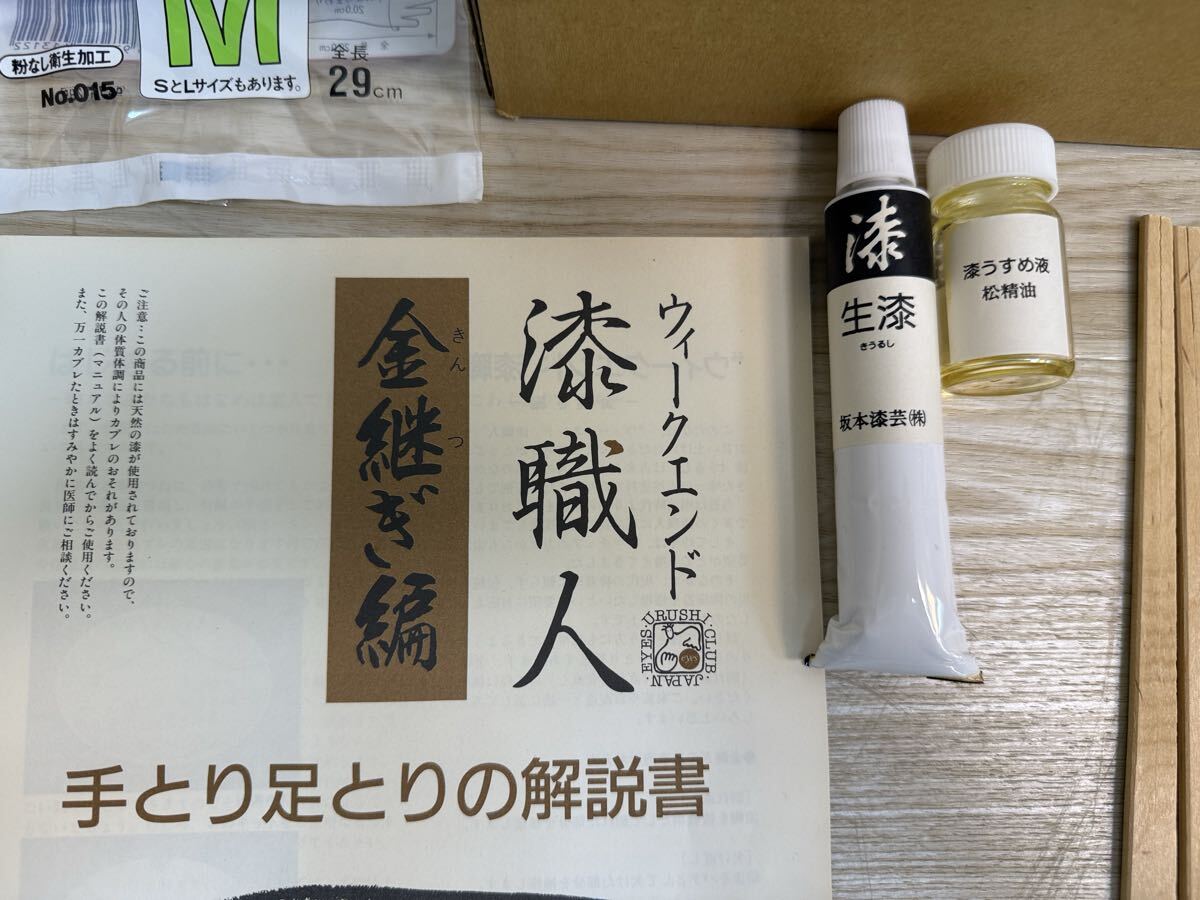 粉なし衛生加工
No.015
M
SとLサイズもあります。
20.0cm
全長
29cm
漆
生漆
きうるし
坂本漆芸㈱
漆うすめ液
松精油
ウィークエンド
漆職人
金継ぎ編
きん
つ
EYES・URUSHI・CLUB・JAPAN
ご注意：この商品には天然の漆が使用されておりますので、
その人の体質体調によりカブレのおそれがあります。
この解説書（マニュアル）をよく読んでからご使用ください。
また、万一カブレたときはすみやかに医師にご相談ください。
手とり足とりの解説書